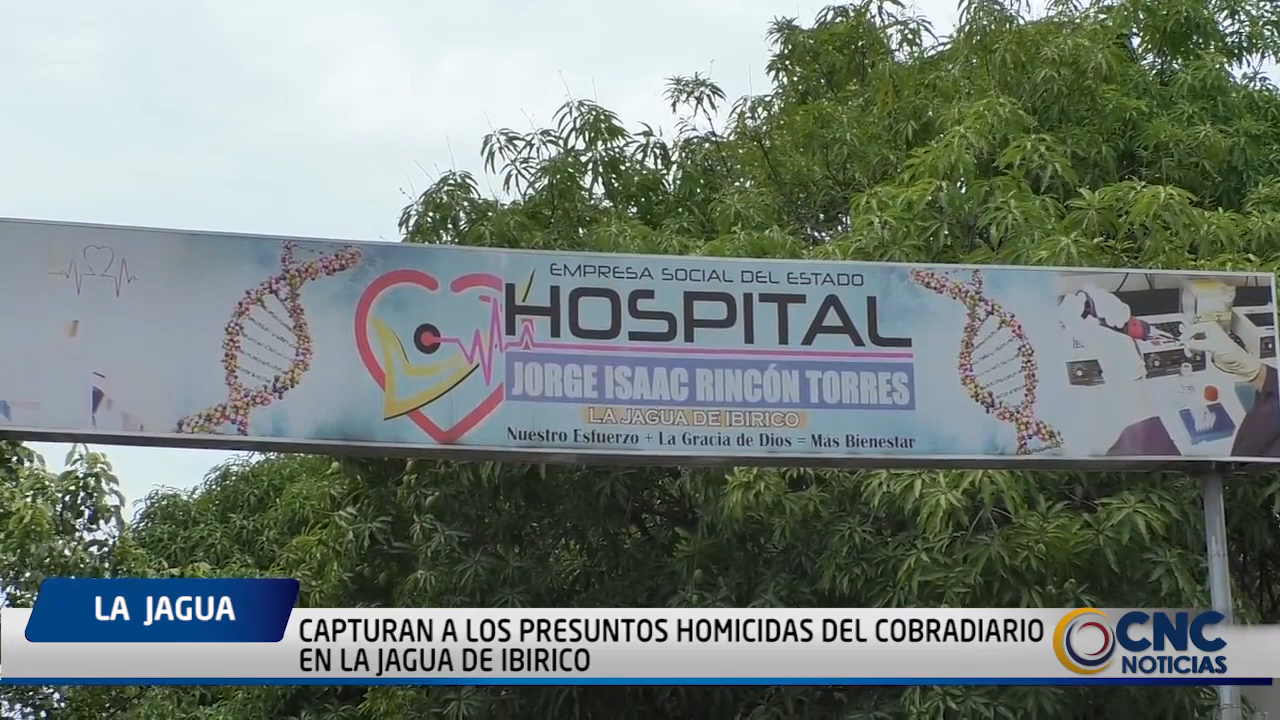 EMPRESA SOCIAL DEL ESTADO
HOSPITAL
JORGE ISAAC RINCÓN TORRES
LA JAGUA DE IBIRICO
Nuestro Esfuerzo + La Gracia de Dios = Más Bienestar
LA JAGUA
CAPTURAN A LOS PRESUNTOS HOMICIDAS DEL COBRADIARIO
EN LA JAGUA DE IBIRICO
CNC
NOTICIAS